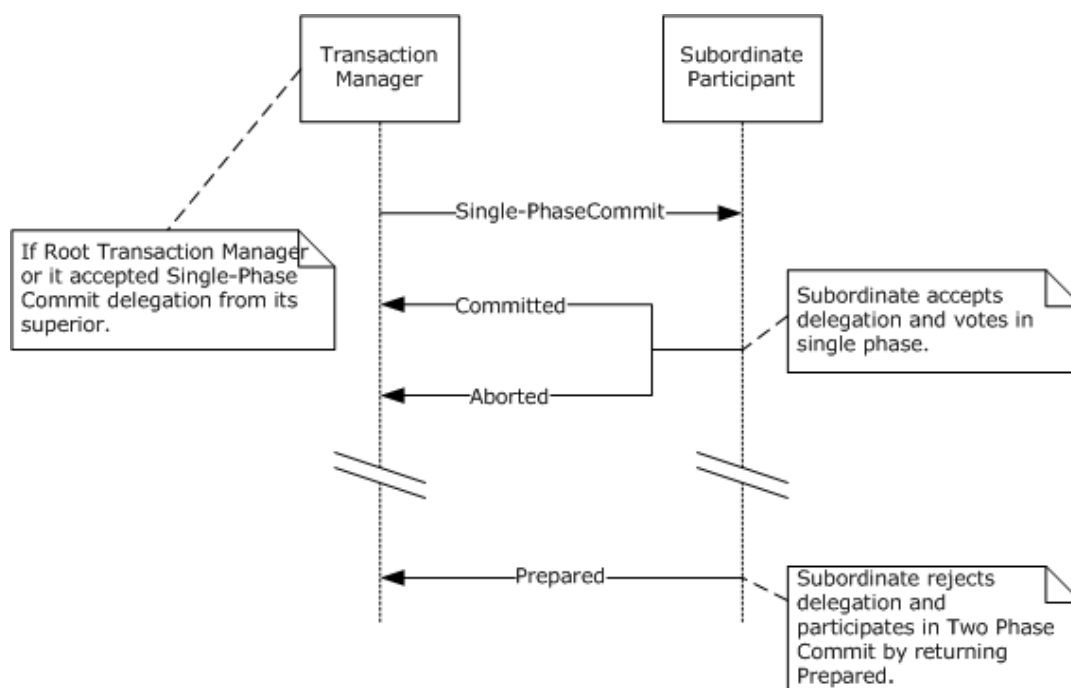 Transaction
Manager
Subordinate
Participant
Single-PhaseCommit
If Root Transaction Manager
or it accepted Single-Phase
Commit delegation from its
superior.
Committed
Subordinate accepts
delegation and votes in
single phase.
Aborted
Prepared
Subordinate rejects
delegation and
participates in Two Phase
Commit by returning
Prepared.